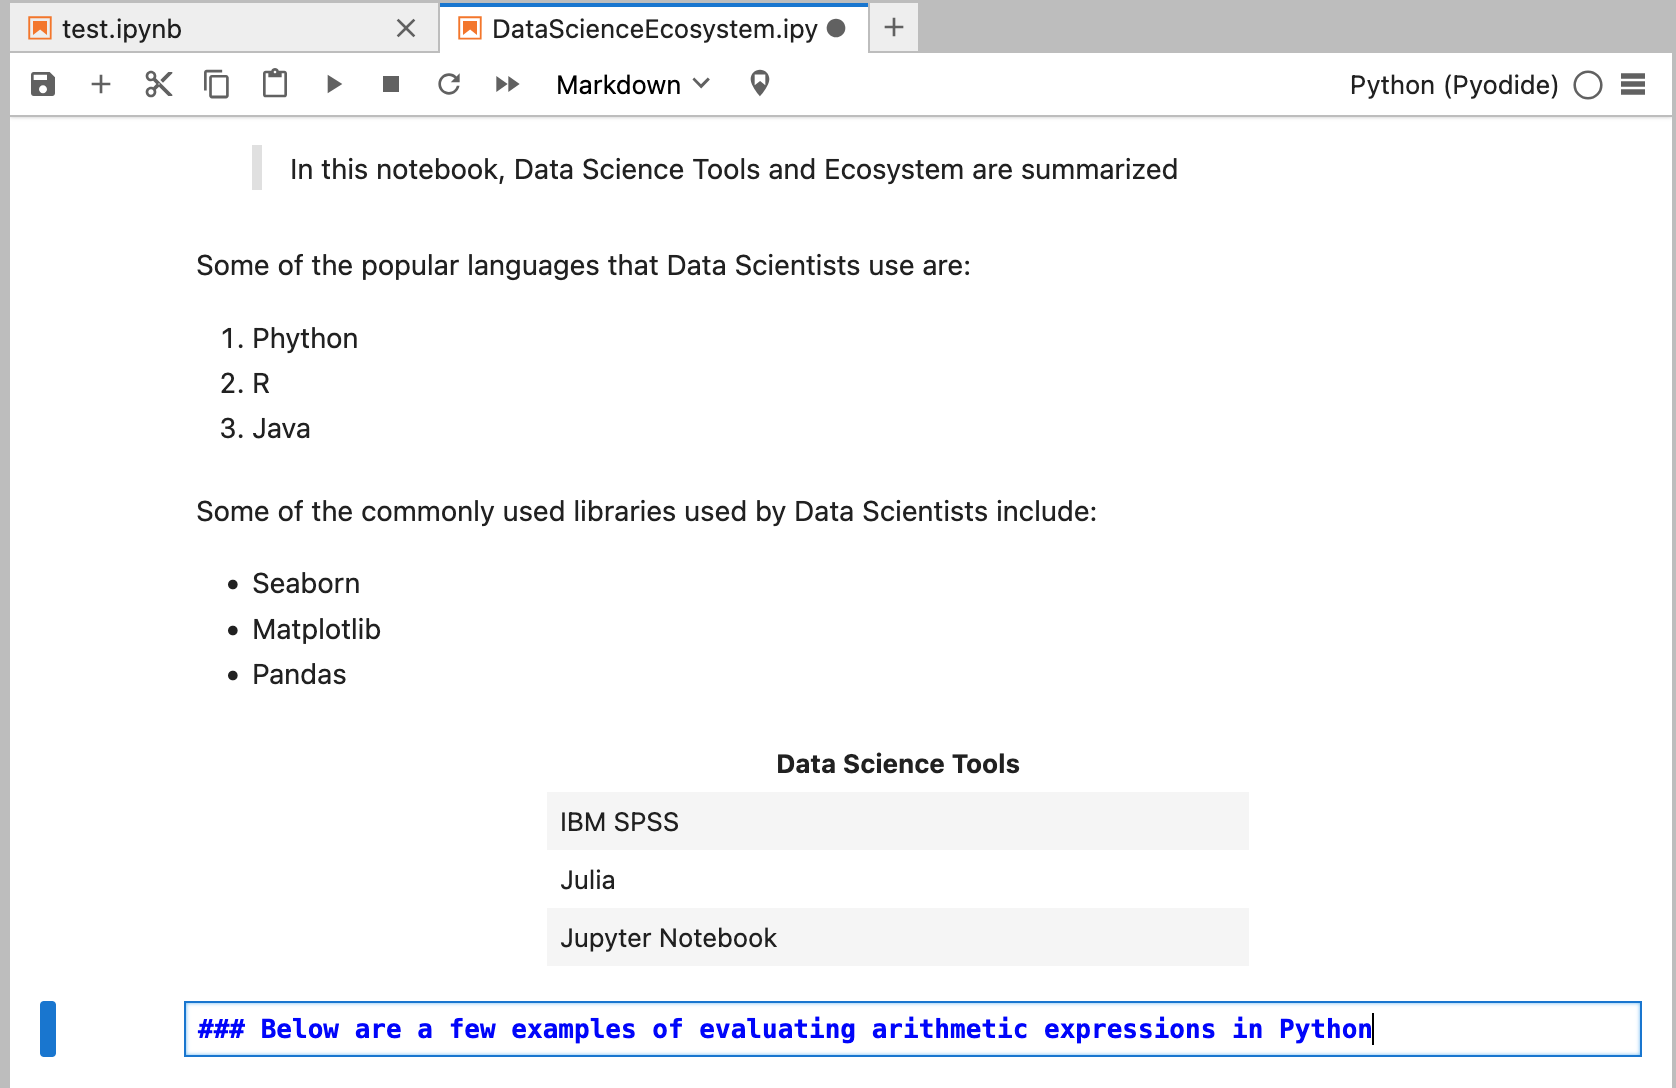 test.ipynb
DataScienceEcosystem.ipy
Markdown
Python (Pyodide)
In this notebook, Data Science Tools and Ecosystem are summarized
Some of the popular languages that Data Scientists use are:
1. Phython
2. R
3. Java
Some of the commonly used libraries used by Data Scientists include:
• Seaborn
• Matplotlib
• Pandas
Data Science Tools
IBM SPSS
Julia
Jupyter Notebook
### Below are a few examples of evaluating arithmetic expressions in Python